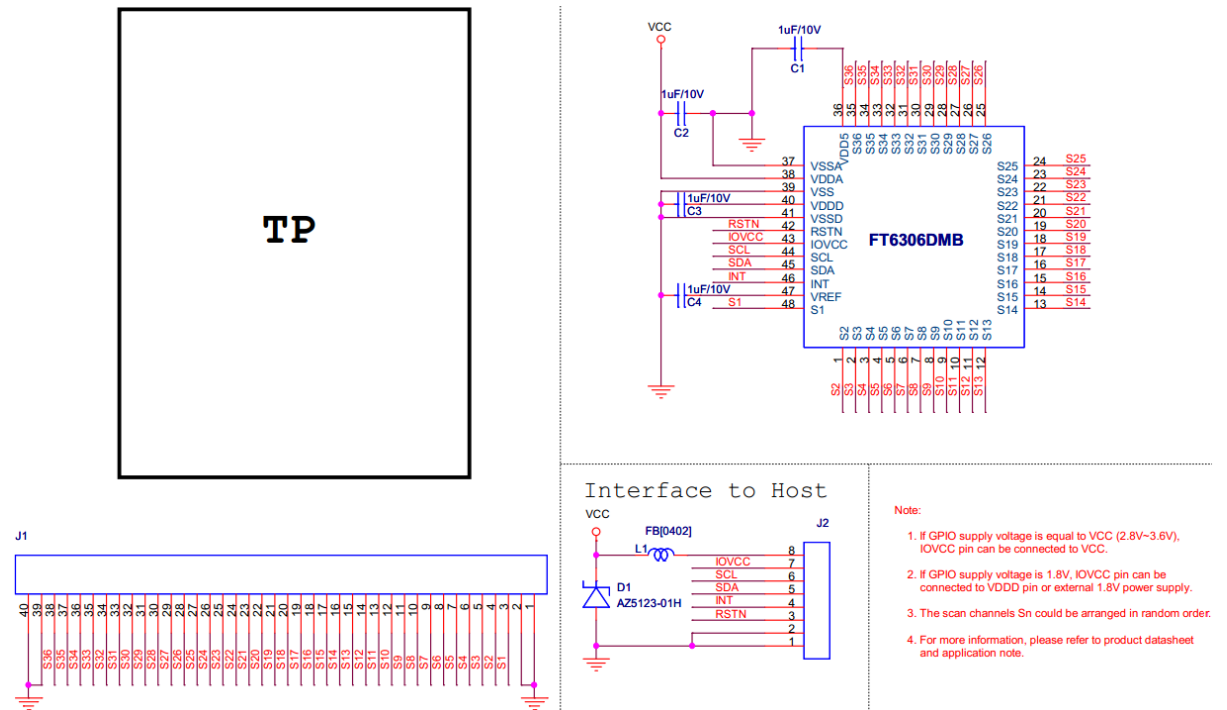 TP
J1
40
39
38
37
36
35
34
33
32
31
30
29
28
27
26
25
24
23
22
21
20
19
18
17
16
15
14
13
12
11
10
9
8
7
6
5
4
3
2
1
S36
S35
S34
S33
S32
S31
S30
S29
S28
S27
S26
S25
S24
S23
S22
S21
S20
S19
S18
S17
S16
S15
S14
S13
S12
S11
S10
S9
S8
S7
S6
S5
S4
S3
S2
S1
VCC
1uF/10V
C1
1uF/10V
C2
S36
S35
S34
S33
S32
S31
S30
S29
S28
S27
S26
36
35
34
33
32
31
30
29
28
27
26
25
VDD5
S36
S35
S34
S33
S32
S31
S30
S29
S28
S27
S26
37 VSSA
38 VDDA
39 VSS
1uF/10V
C3
40 VDDD
41 VSSD
RSTN 42 RSTN
IOVCC 43 IOVCC
SCL 44 SCL
SDA 45 SDA
INT 46 INT
1uF/10V
C4
47 VREF
S1 48 S1
FT6306DMB
S25 24 S25
S24 23 S24
S23 22 S23
S22 21 S22
S21 20 S21
S20 19 S20
S19 18 S19
S18 17 S18
S17 16 S17
S16 15 S16
S15 14 S15
S14 13 S14
S2
S3
S4
S5
S6
S7
S8
S9
S10
S11
S12
S13
1
2
3
4
5
6
7
8
9
10
11
12
S2
S3
S4
S5
S6
S7
S8
S9
S10
S11
S12
S13
Interface to Host
VCC
FB[0402]
L1
J2
D1
AZ5123-01H
8
IOVCC 7
SCL 6
SDA 5
INT 4
RSTN 3
2
1
Note:
1. If GPIO supply voltage is equal to VCC (2.8V~3.6V),
IOVCC pin can be connected to VCC.
2. If GPIO supply voltage is 1.8V, IOVCC pin can be
connected to VDDD pin or external 1.8V power supply.
3. The scan channels Sn could be arranged in random order.
4. For more information, please refer to product datasheet
and application note.